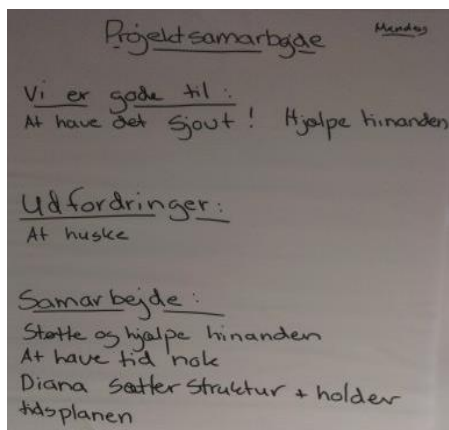 Projektsamarbejde
Mandag
Vi er gode til:
At have det sjovt! Hjælpe hinanden
Udfordringer:
At huske
Samarbejde:
Støtte og hjælpe hinanden
At have tid nok
Diana sætter struktur + holder
tidsplanen